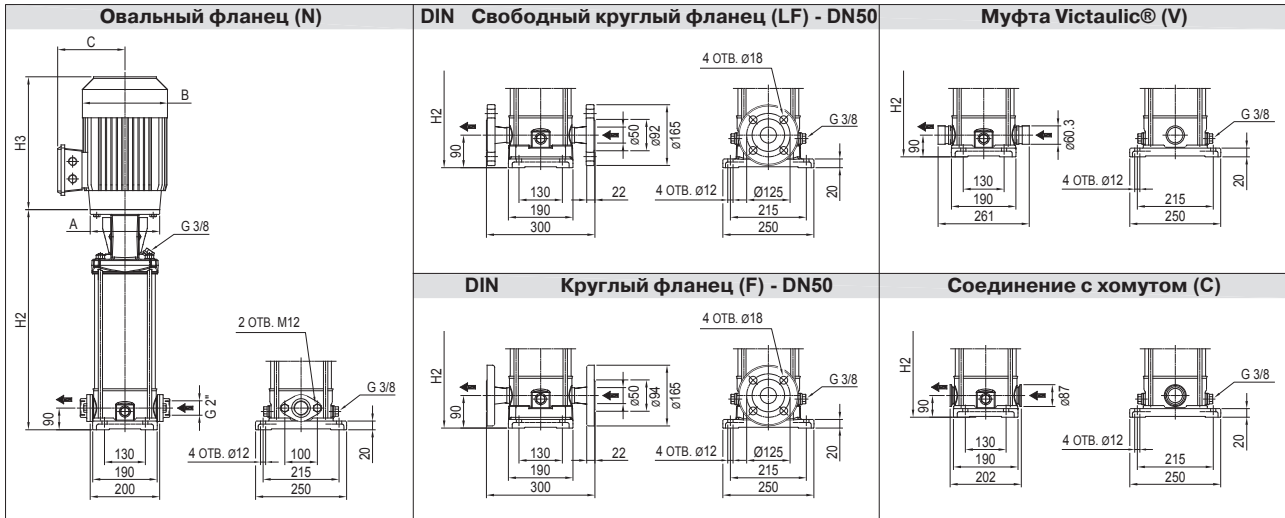 Овальный фланец (N)
C
B
H3
A
G 3/8
H2
2 ОТВ. M12
G 2"
G 3/8
90
20
130
4 ОТВ. Ø12
100
190
215
200
250
DIN Свободный круглый фланец (LF) - DN50
4 ОТВ. Ø18
H2
G 3/8
90
ø50
ø92
ø165
20
130
22
4 ОТВ. Ø12
Ø125
190
215
300
250
DIN Круглый фланец (F) - DN50
4 ОТВ. Ø18
H2
G 3/8
90
ø50
ø94
ø165
20
130
22
4 ОТВ. Ø12
Ø125
190
215
300
250
Муфта Victaulic® (V)
H2
G 3/8
90
ø60.3
20
130
4 ОТВ. Ø12
190
215
261
250
Соединение с хомутом (C)
H2
G 3/8
90
ø87
20
130
4 ОТВ. Ø12
190
215
202
250